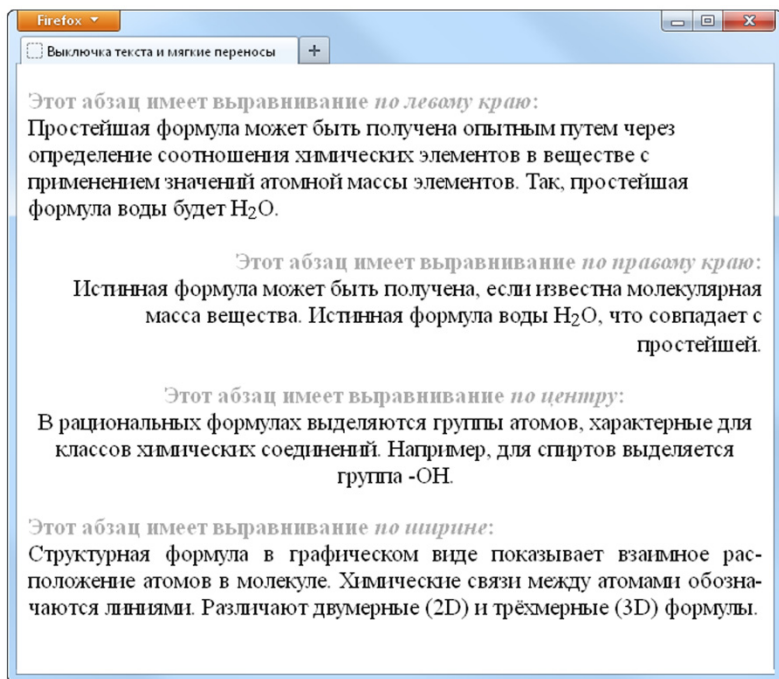 Firefox
Выключка текста и мягкие переносы
Этот абзац имеет выравнивание по левому краю:
Простейшая формула может быть получена опытным путем через
определение соотношения химических элементов в веществе с
применением значений атомной массы элементов. Так, простейшая
формула воды будет H₂O.
Этот абзац имеет выравнивание по правому краю:
Истинная формула может быть получена, если известна молекулярная
масса вещества. Истинная формула воды H₂O, что совпадает с
простейшей.
Этот абзац имеет выравнивание по центру:
В рациональных формулах выделяются группы атомов, характерные для
классов химических соединений. Например, для спиртов выделяется
группа -OH.
Этот абзац имеет выравнивание по ширине:
Структурная формула в графическом виде показывает взаимное рас-
положение атомов в молекуле. Химические связи между атомами обозна-
чаются линиями. Различают двумерные (2D) и трёхмерные (3D) формулы.